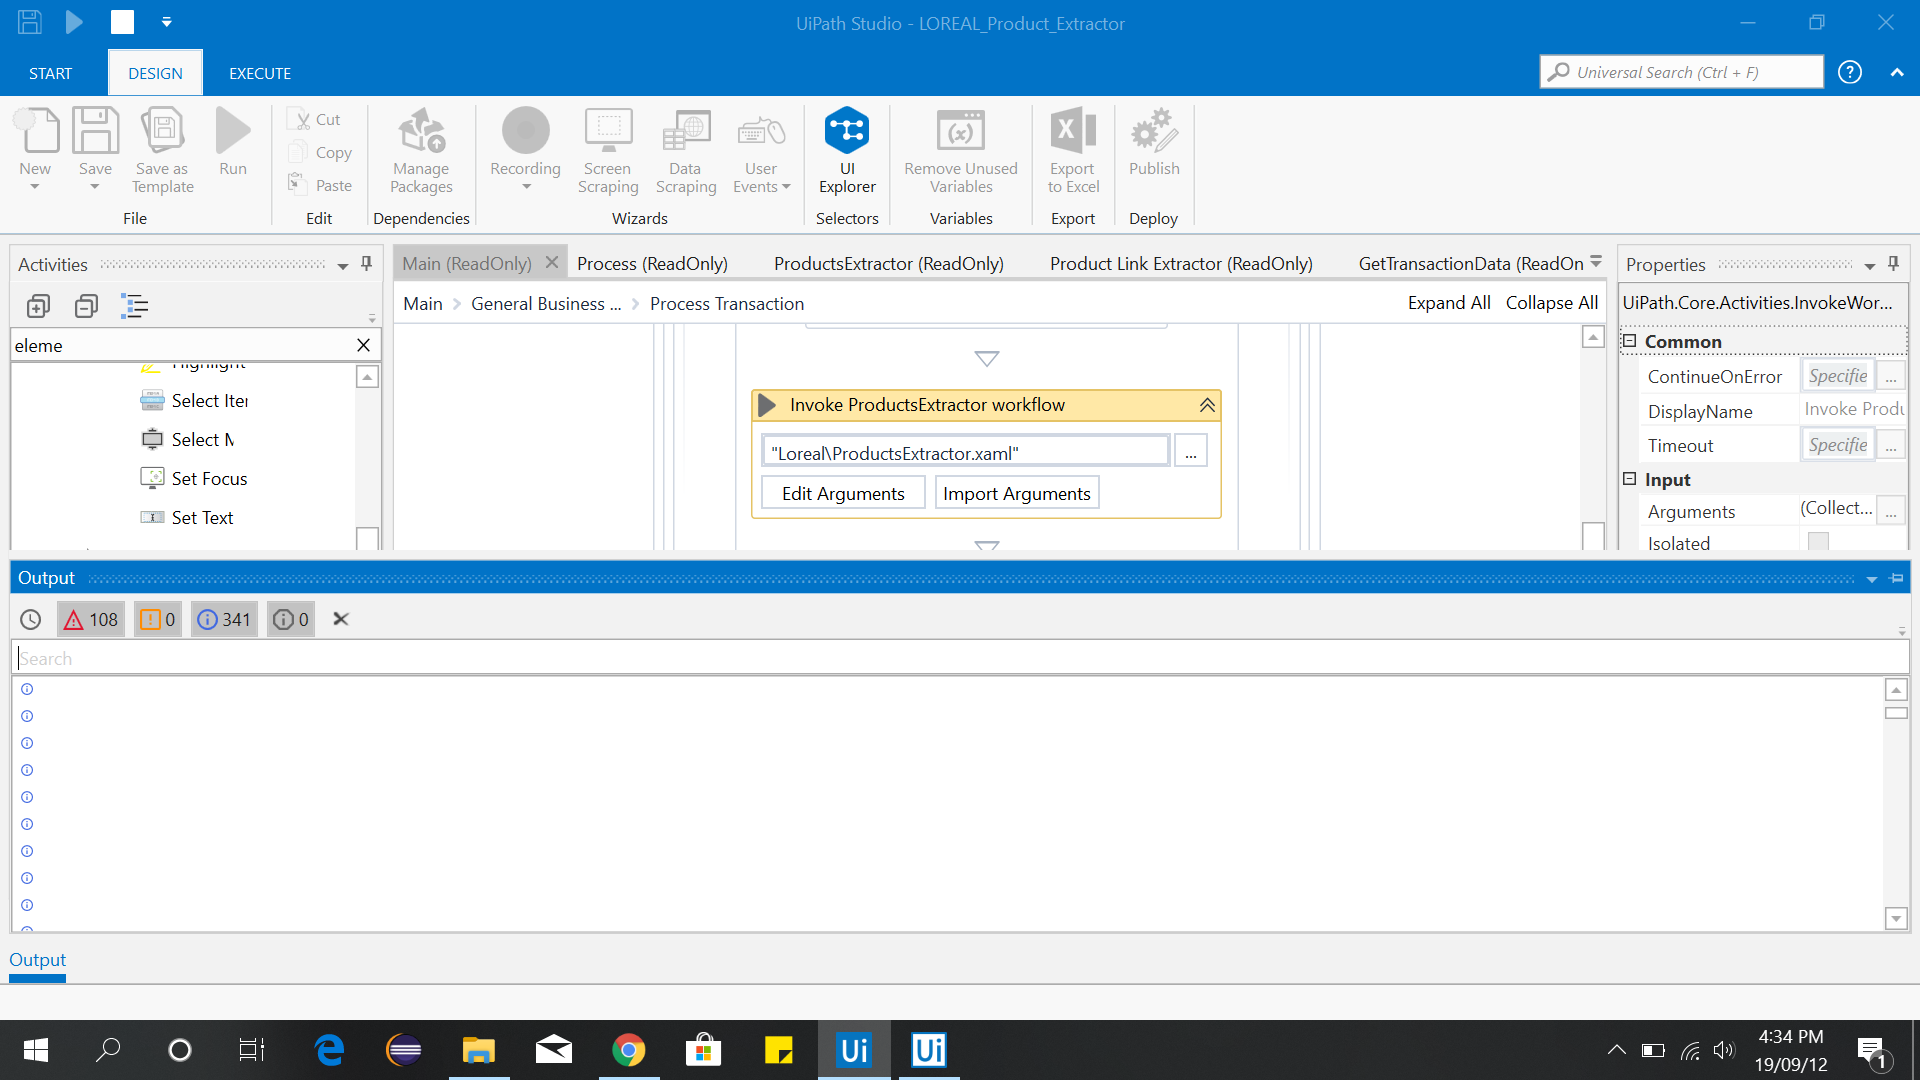 UiPath Studio - LOREAL_Product_Extractor
START DESIGN EXECUTE
Universal Search (Ctrl + F)
New
Save
Save as Template
Run
Cut
Copy
Paste
Manage Packages
Recording
Screen Scraping
Data Scraping
User Events
UI Explorer
Remove Unused Variables
Export to Excel
Publish
File Edit Dependencies Wizards Selectors Variables Export Deploy
Activities
eleme
Select Iter
Set Focus
Set Text
Main (ReadOnly) Process (ReadOnly) ProductsExtractor (ReadOnly) Product Link Extractor (ReadOnly) GetTransactionData (ReadOn
Main > General Business ... > Process Transaction
Expand All Collapse All
Invoke ProductsExtractor workflow
"Loreal\ProductsExtractor.xaml"
...
Edit Arguments Import Arguments
Properties
UiPath.Core.Activities.InvokeWor...
Common
ContinueOnError Specifie ...
DisplayName Invoke Produ
Timeout Specifie ...
Input
Arguments (Collect... ...
Isolated
Output
108 0 341 0
Search
Output
Ui Ui
4:34 PM
19/09/12
1